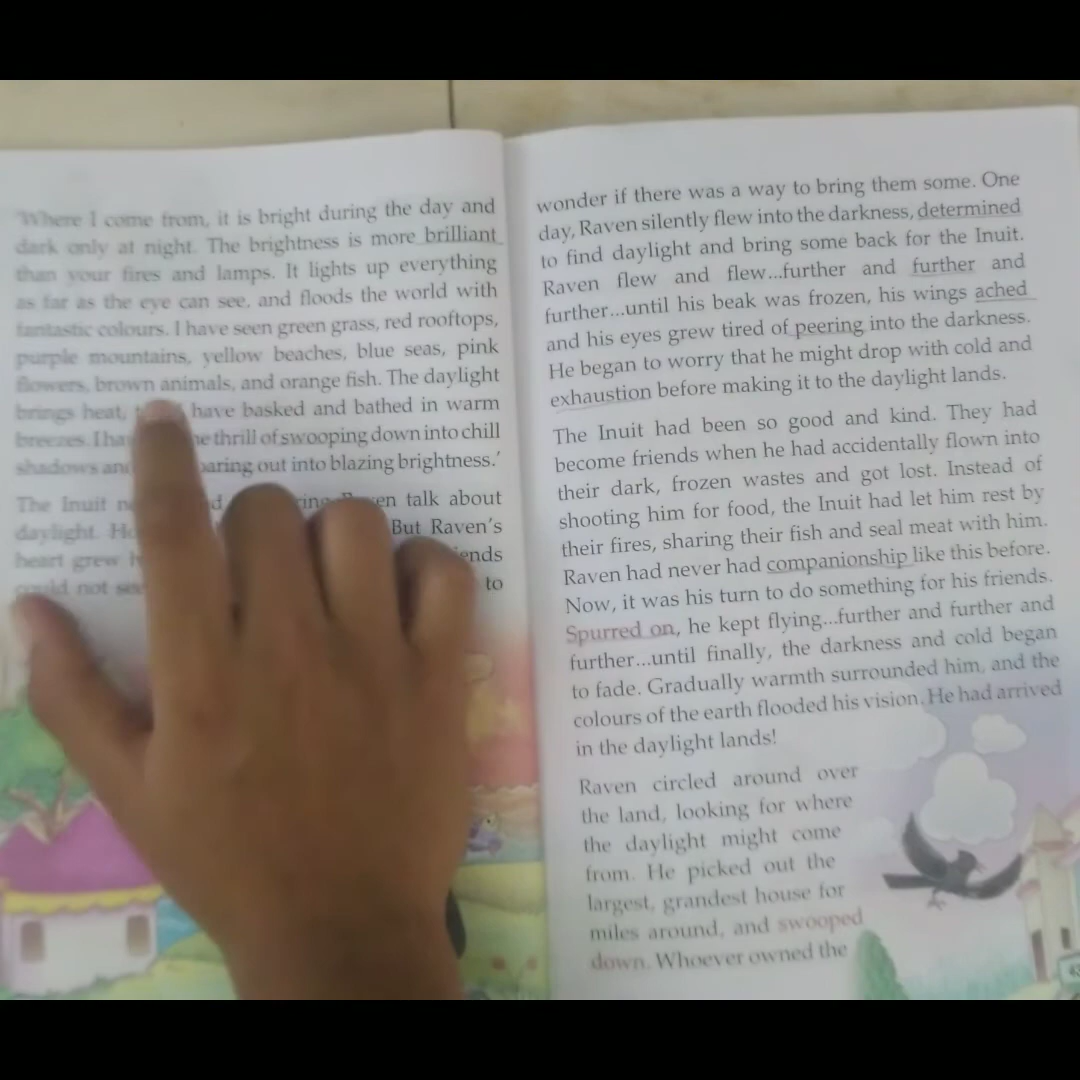 'Where I come from, it is bright during the day and
dark only at night. The brightness is more brilliant
than your fires and lamps. It lights up everything
as far as the eye can see, and floods the world with
fantastic colours. I have seen green grass, red rooftops,
purple mountains, yellow beaches, blue seas, pink
flowers, brown animals, and orange fish. The daylight
brings heat, have basked and bathed in warm
breezes. I thrill of swooping down into chill
shadows out into blazing brightness.'
The Inuit talk about
daylight. But Raven's
heart grew
could not to
wonder if there was a way to bring them some. One
day, Raven silently flew into the darkness, determined
to find daylight and bring some back for the Inuit.
Raven flew and flew...further and further and
further...until his beak was frozen, his wings ached
and his eyes grew tired of peering into the darkness.
He began to worry that he might drop with cold and
exhaustion before making it to the daylight lands.
The Inuit had been so good and kind. They had
become friends when he had accidentally flown into
their dark, frozen wastes and got lost. Instead of
shooting him for food, the Inuit had let him rest by
their fires, sharing their fish and seal meat with him.
Raven had never had companionship like this before.
Now, it was his turn to do something for his friends.
Spurred on, he kept flying...further and further and
further...until finally, the darkness and cold began
to fade. Gradually warmth surrounded him, and the
colours of the earth flooded his vision. He had arrived
in the daylight lands!
Raven circled around over
the land, looking for where
the daylight might come
from. He picked out the
largest, grandest house for
miles around, and swooped
down. Whoever owned the